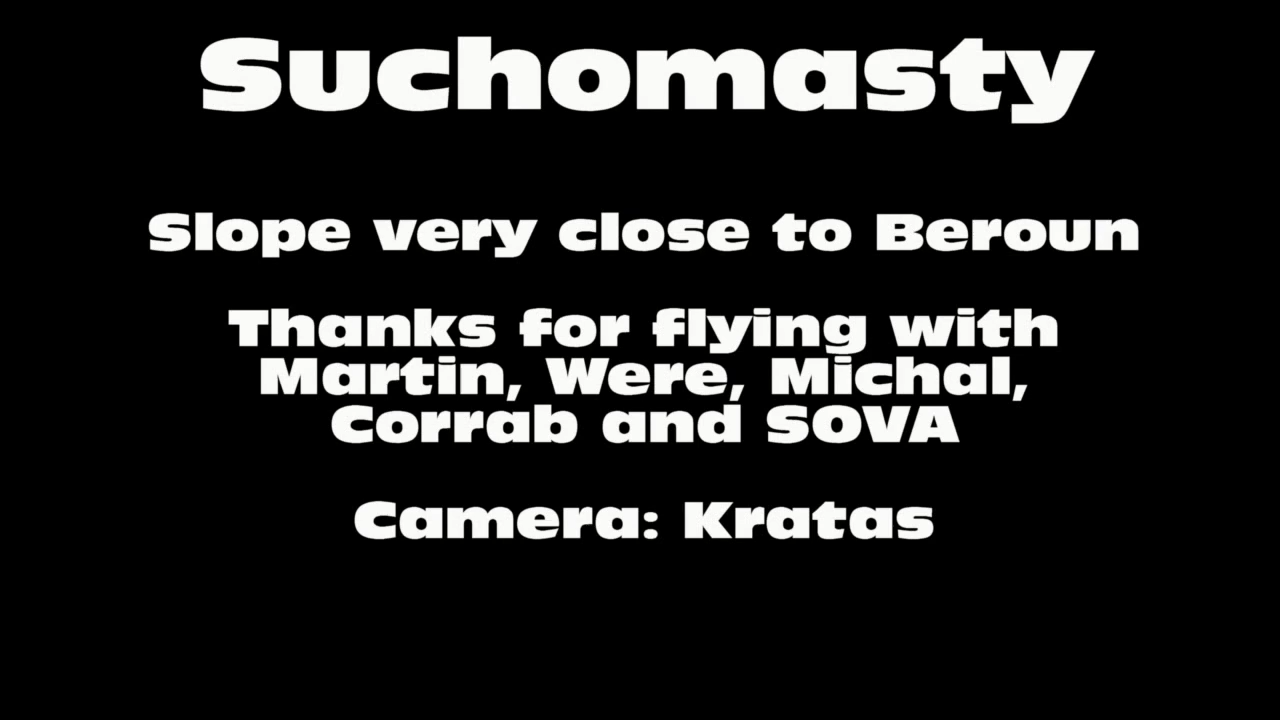 Suchomasty
Slope very close to Beroun
Thanks for flying with
Martin, Were, Michal,
Corrab and SOVA
Camera: Kratas